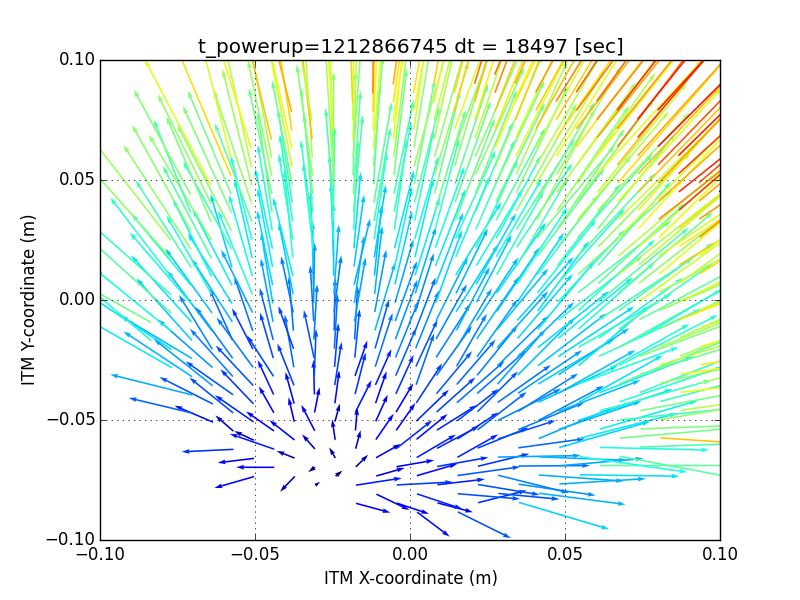 t_powerup=1212866745 dt = 18497 [sec]
0.10
0.05
0.00
−0.05
−0.10
ITM Y-coordinate (m)
−0.10 −0.05 0.00 0.05 0.10
ITM X-coordinate (m)